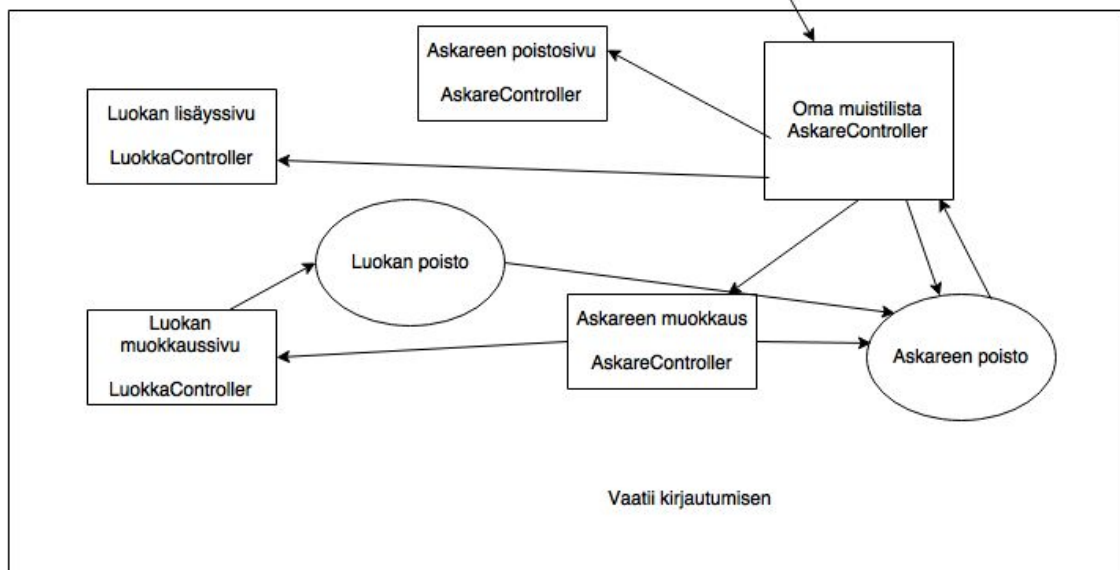 Askareen poistosivu
AskareController
Oma muistilista
AskareController
Luokan lisäyssivu
LuokkaController
Luokan poisto
Luokan
muokkaussivu
LuokkaController
Askareen muokkaus
AskareController
Askareen poisto
Vaatii kirjautumisen